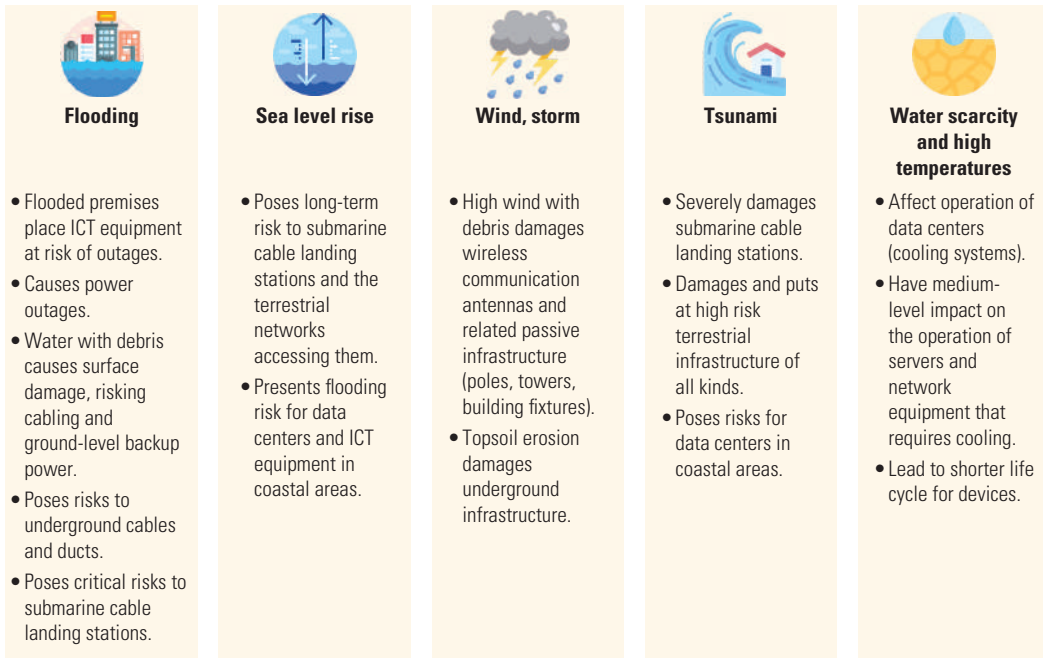 Flooding
• Flooded premises
place ICT equipment
at risk of outages.
• Causes power
outages.
• Water with debris
causes surface
damage, risking
cabling and
ground-level backup
power.
• Poses risks to
underground cables
and ducts.
• Poses critical risks to
submarine cable
landing stations.
Sea level rise
• Poses long-term
risk to submarine
cable landing
stations and the
terrestrial
networks
accessing them.
• Presents flooding
risk for data
centers and ICT
equipment in
coastal areas.
Wind, storm
• High wind with
debris damages
wireless
communication
antennas and
related passive
infrastructure
(poles, towers,
building fixtures).
• Topsoil erosion
damages
underground
infrastructure.
Tsunami
• Severely damages
submarine cable
landing stations.
• Damages and puts
at high risk
terrestrial
infrastructure of
all kinds.
• Poses risks for
data centers in
coastal areas.
Water scarcity
and high
temperatures
• Affect operation of
data centers
(cooling systems).
• Have medium-
level impact on
the operation of
servers and
network
equipment that
requires cooling.
• Lead to shorter life
cycle for devices.